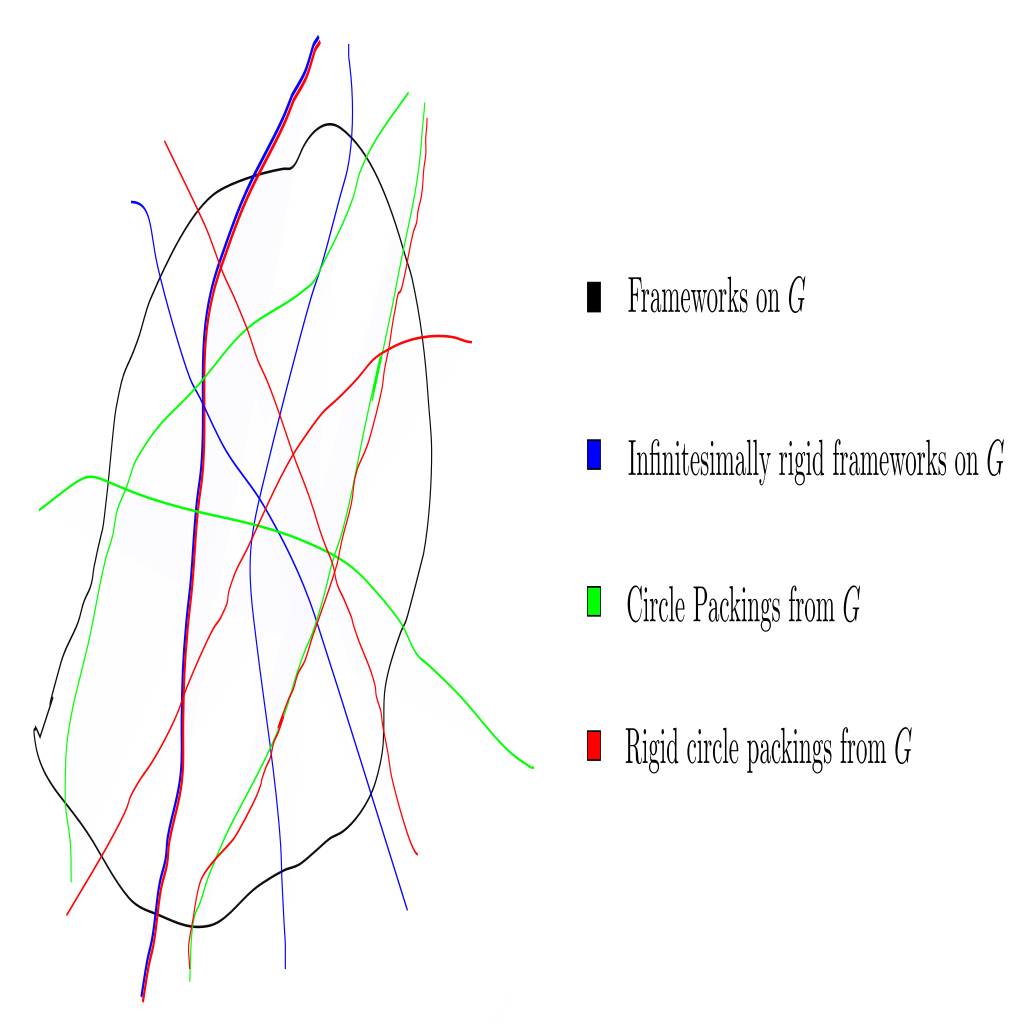 Frameworks on G
Infinitesimally rigid frameworks on G
Circle Packings from G
Rigid circle packings from G